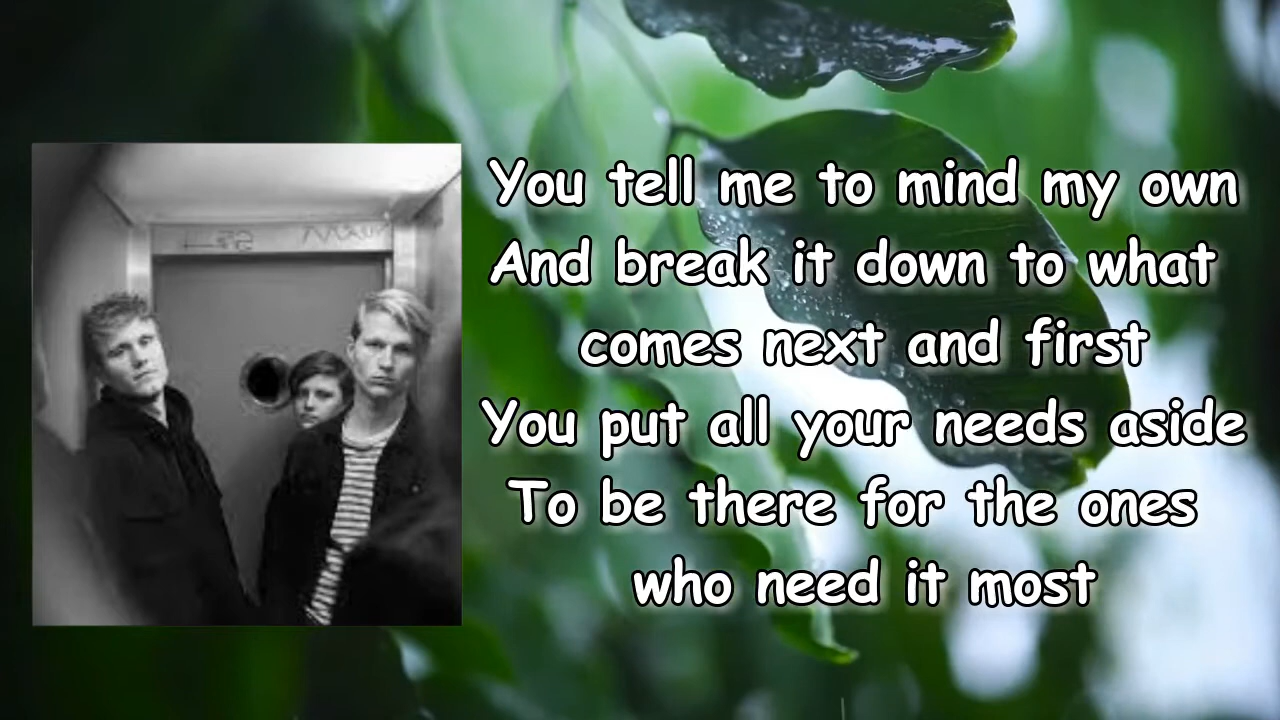 You tell me to mind my own
And break it down to what
comes next and first
You put all your needs aside
To be there for the ones
who need it most